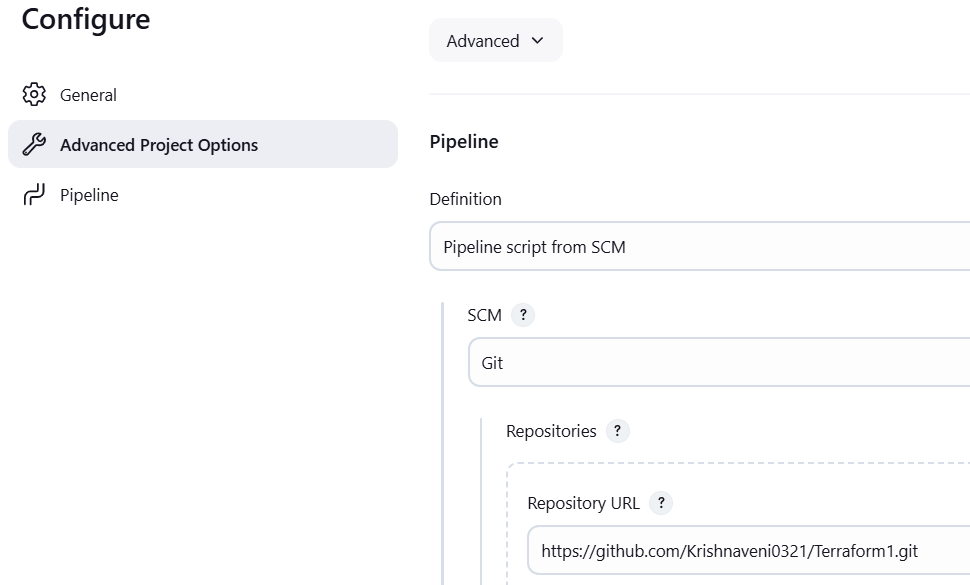 Configure
General
Advanced Project Options
Pipeline
Advanced
Pipeline
Definition
Pipeline script from SCM
SCM ?
Git
Repositories ?
Repository URL ?
https://github.com/Krishnaveni0321/Terraform1.git